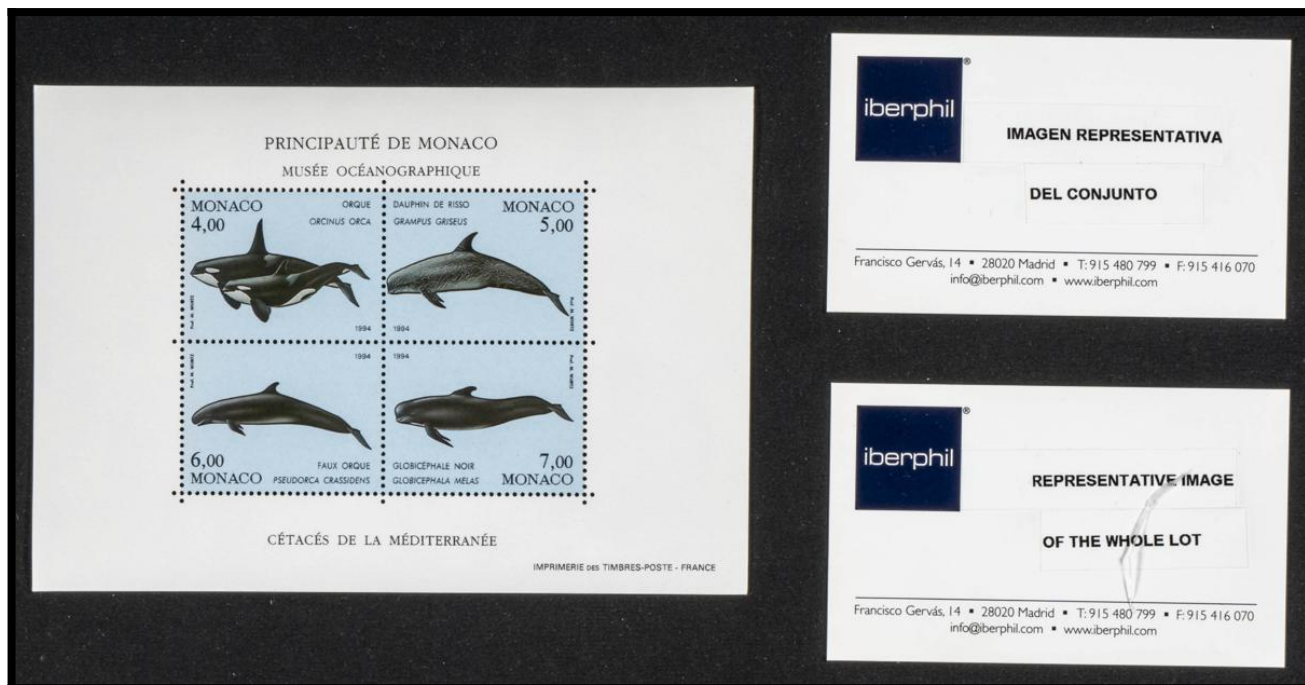 PRINCIPAUTÉ DE MONACO
MUSÉE OCÉANOGRAPHIQUE
MONACO
4,00
ORQUE
ORCINUS ORCA
1994
DAUPHIN DE RISSO
GRAMPUS GRISEUS
MONACO
5,00
1994
1994
6,00
MONACO
FAUX ORQUE
PSEUDORCA CRASSIDENS
1994
GLOBICÉPHALE NOIR
GLOBICEPHALA MELAS
7,00
MONACO
CÉTACÉS DE LA MÉDITERRANÉE
IMPRIMERIE DES TIMBRES-POSTE - FRANCE
iberphil®
IMAGEN REPRESENTATIVA
DEL CONJUNTO
Francisco Gervás, 14 ▪ 28020 Madrid ▪ T: 915 480 799 ▪ F: 915 416 070
info@iberphil.com ▪ www.iberphil.com
iberphil®
REPRESENTATIVE IMAGE
OF THE WHOLE LOT
Francisco Gervás, 14 ▪ 28020 Madrid ▪ T: 915 480 799 ▪ F: 915 416 070
info@iberphil.com ▪ www.iberphil.com